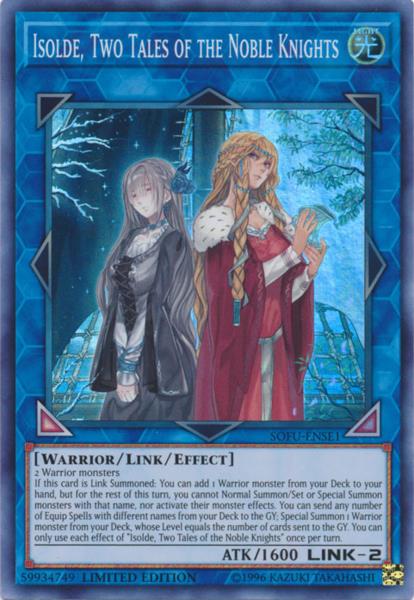 ISOLDE, TWO TALES OF THE NOBLE KNIGHTS
LIGHT
光
SOFU-ENSE1
[WARRIOR/LINK/EFFECT]
2 Warrior monsters
If this card is Link Summoned: You can add 1 Warrior monster from your Deck to your
hand, but for the rest of this turn, you cannot Normal Summon/Set or Special Summon
monsters with that name, nor activate their monster effects. You can send any number
of Equip Spells with different names from your Deck to the GY; Special Summon 1 Warrior
monster from your Deck, whose Level equals the number of cards sent to the GY. You can
only use each effect of "Isolde, Two Tales of the Noble Knights" once per turn.
ATK/1600 LINK-2
59934749 LIMITED EDITION ©1996 KAZUKI TAKAHASHI